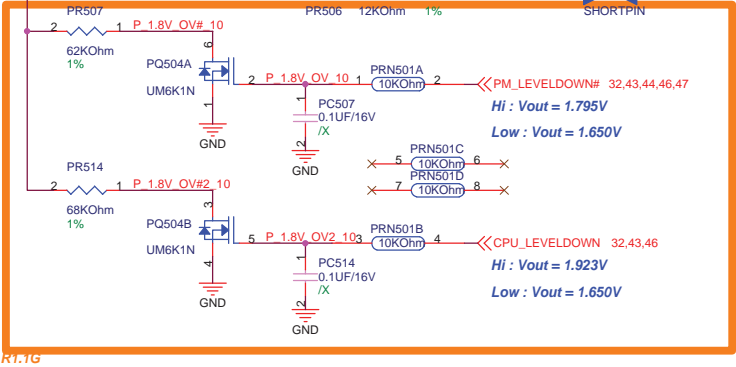 PR507
PR506 12KOhm 1%
SHORTPIN
2 1 P_1.8V_OV#_10
62KOhm
1%
6
PQ504A
UM6K1N
1
GND
2 P_1.8V_OV_10 1
PRN501A
10KOhm
2
PM_LEVELDOWN# 32,43,44,46,47
Hi : Vout = 1.795V
Low : Vout = 1.650V
1
PC507
0.1UF/16V
/X
2
GND
PRN501C
5 10KOhm 6
PRN501D
7 10KOhm 8
PR514
2 1 P_1.8V_OV#2_10
68KOhm
1%
3
PQ504B
UM6K1N
4
GND
5 P_1.8V_OV2_10 3
PRN501B
10KOhm
4
CPU_LEVELDOWN 32,43,46
Hi : Vout = 1.923V
Low : Vout = 1.650V
1
PC514
0.1UF/16V
/X
2
GND
R1.1G